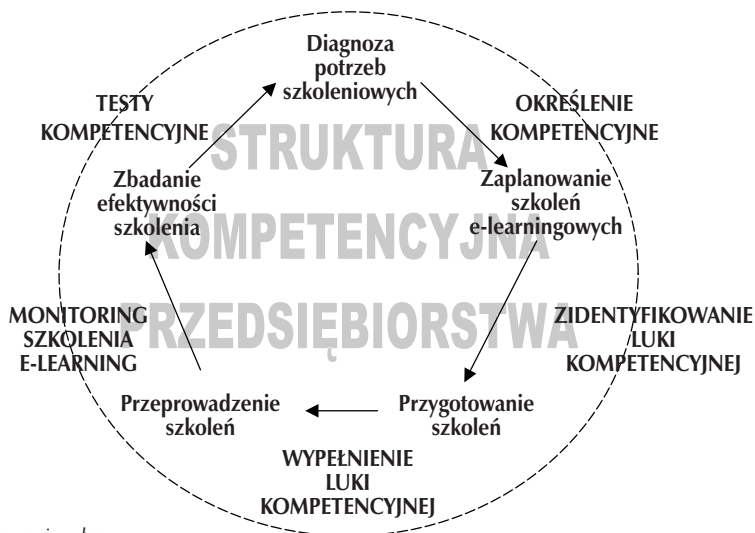 Diagnoza
potrzeb
szkoleniowych
TESTY
KOMPETENCYJNE
OKREŚLENIE
KOMPETENCYJNE
STRUKTURA
KOMPETENCYJNA
PRZEDSIĘBIORSTWA
Zbadanie
efektywności
szkolenia
Zaplanowanie
szkoleń
e-learningowych
MONITORING
SZKOLENIA
E-LEARNING
ZIDENTYFIKOWANIE
LUKI
KOMPETENCYJNEJ
Przeprowadzenie
szkoleń
Przygotowanie
szkoleń
WYPEŁNIENIE
LUKI
KOMPETENCYJNEJ